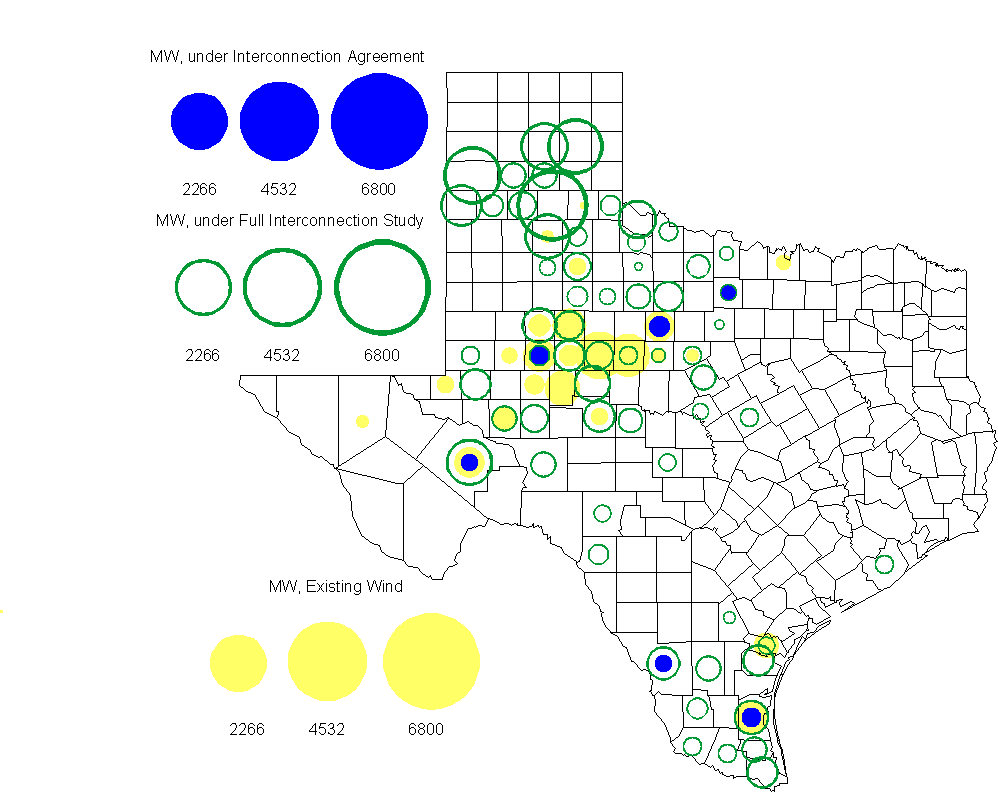 MW, under Interconnection Agreement
2266 4532 6800
MW, under Full Interconnection Study
2266 4532 6800
MW, Existing Wind
2266 4532 6800